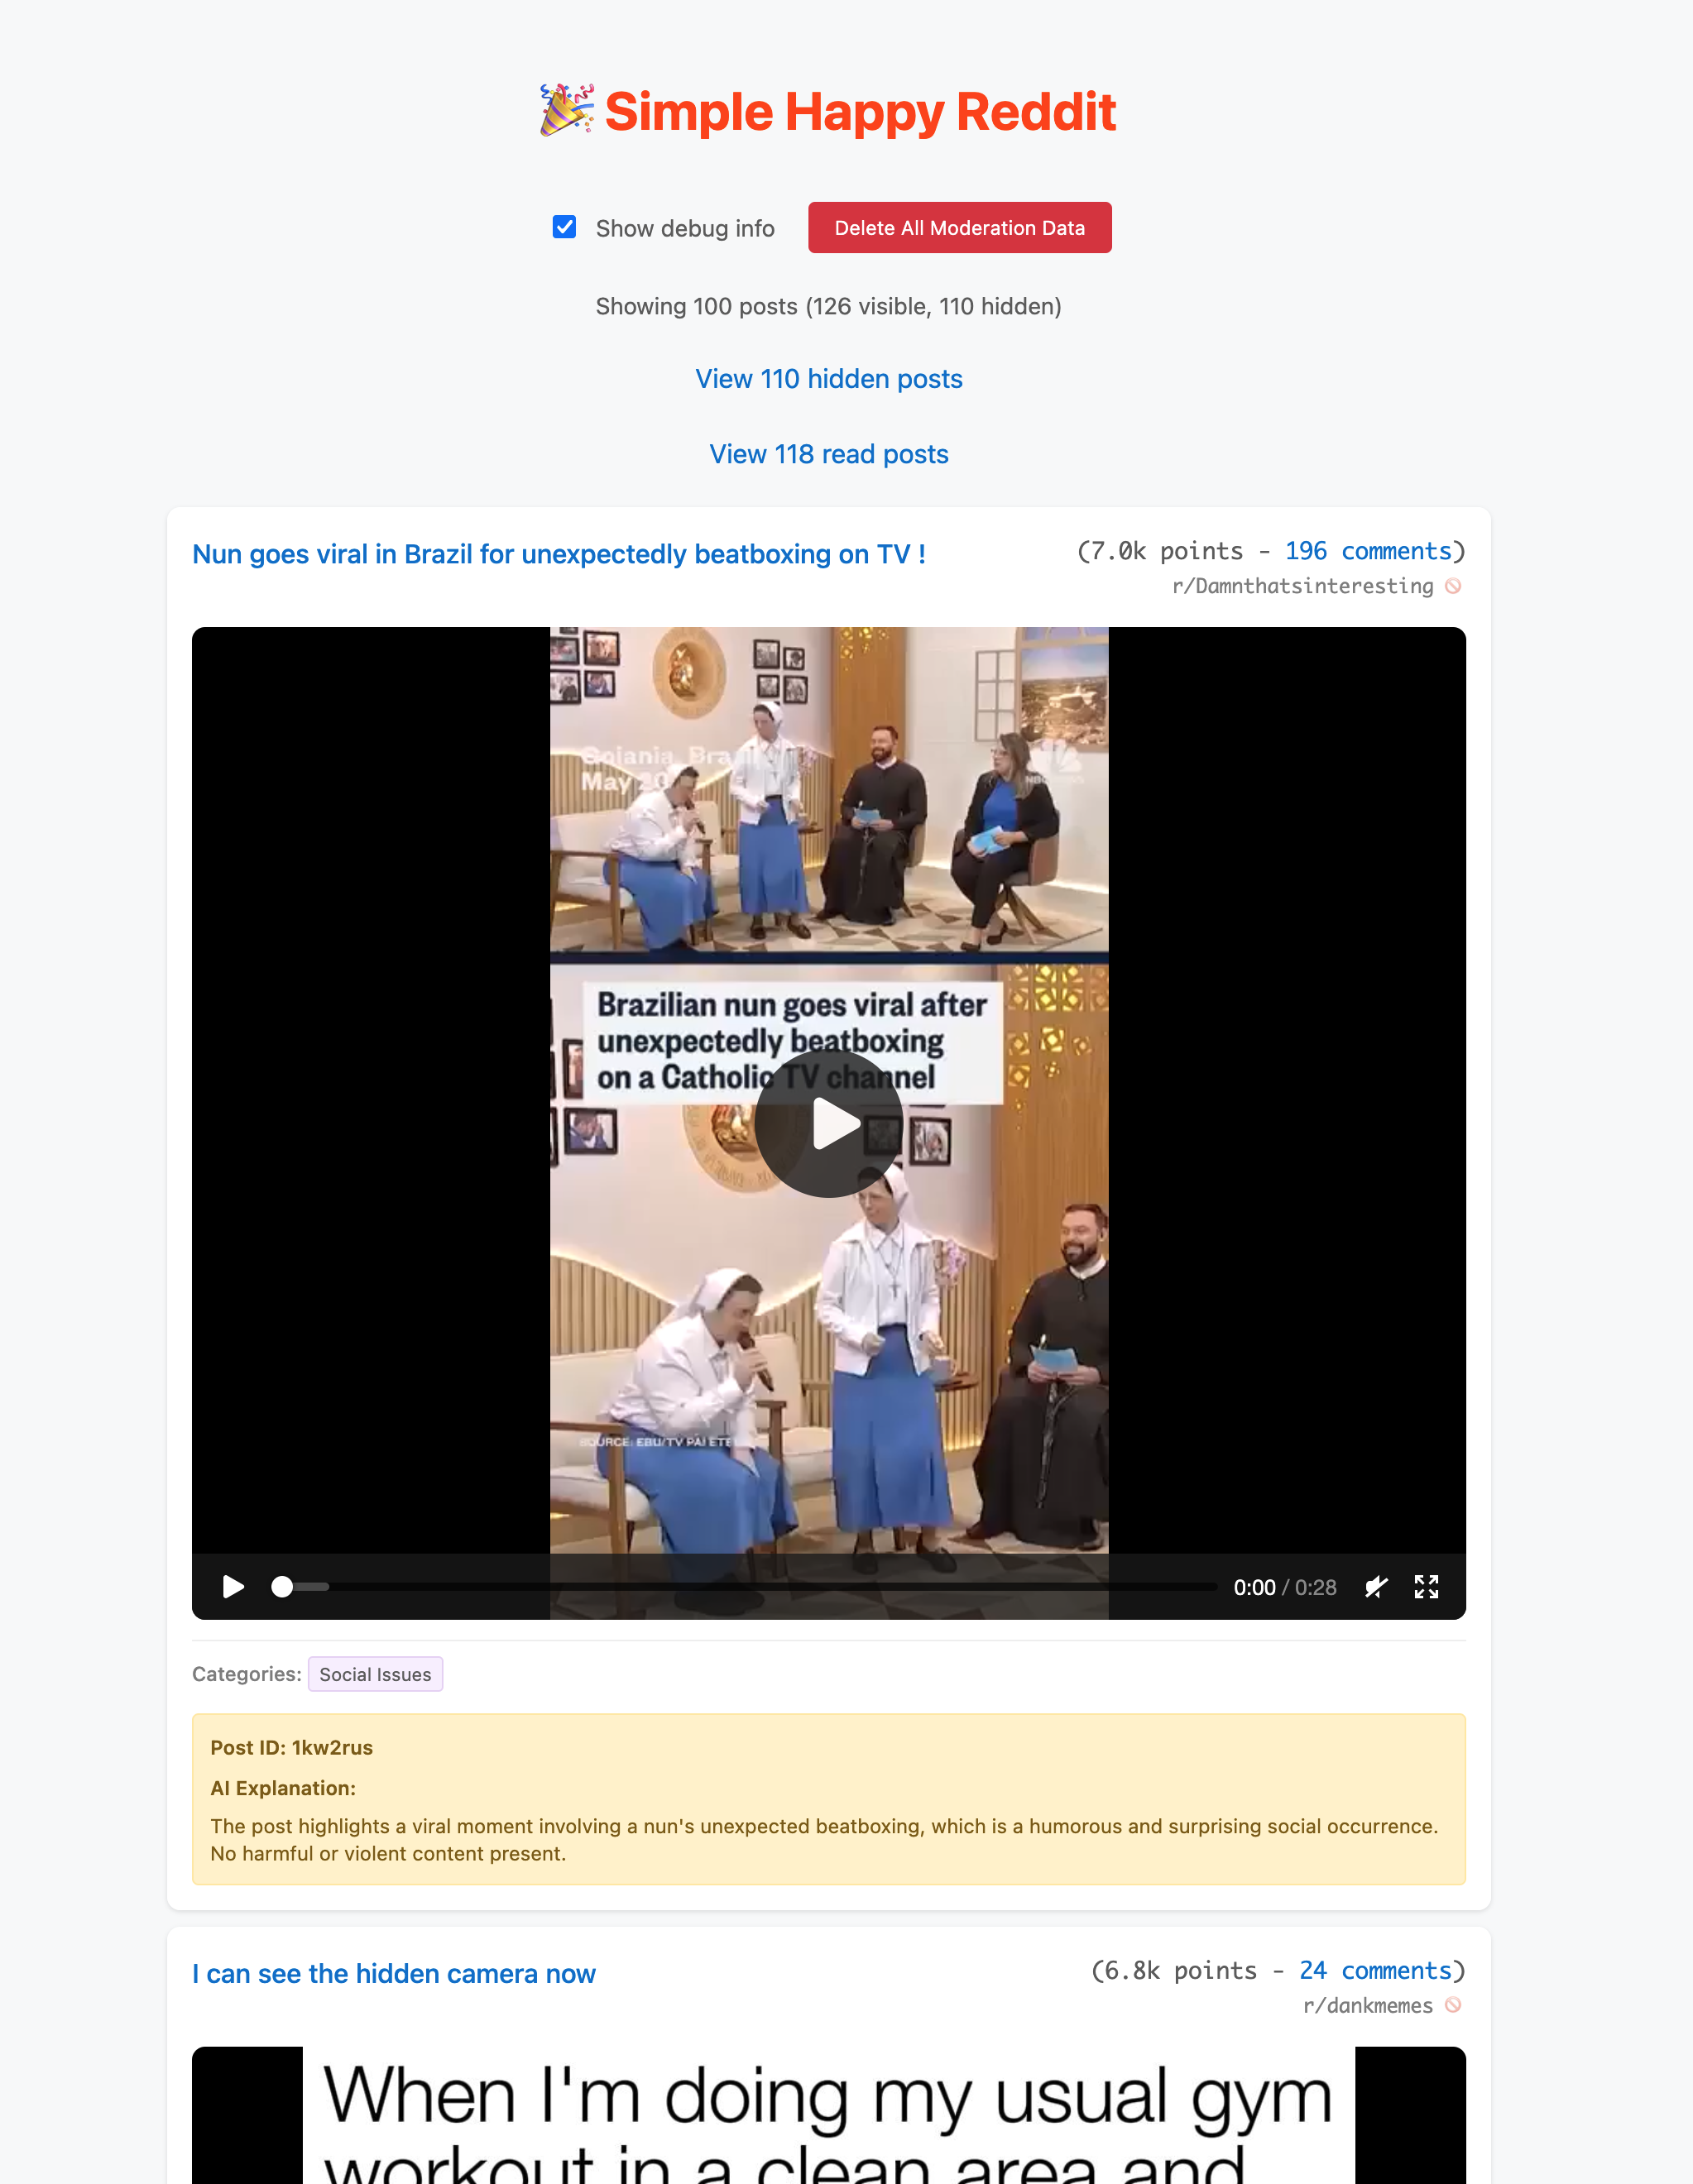 Simple Happy Reddit
Show debug info
Delete All Moderation Data
Showing 100 posts (126 visible, 110 hidden)
View 110 hidden posts
View 118 read posts
Nun goes viral in Brazil for unexpectedly beatboxing on TV !
(7.0k points - 196 comments)
r/Damnthatsinteresting
Goiania, Brazil
May 20
Brazilian nun goes viral after
unexpectedly beatboxing
on a Catholic TV channel
SOURCE: EBU/TV PAI ETE
0:00 / 0:28
Categories: Social Issues
Post ID: 1kw2rus
AI Explanation:
The post highlights a viral moment involving a nun's unexpected beatboxing, which is a humorous and surprising social occurrence.
No harmful or violent content present.
I can see the hidden camera now
(6.8k points - 24 comments)
r/dankmemes
When I'm doing my usual gym
workout in a clean area and